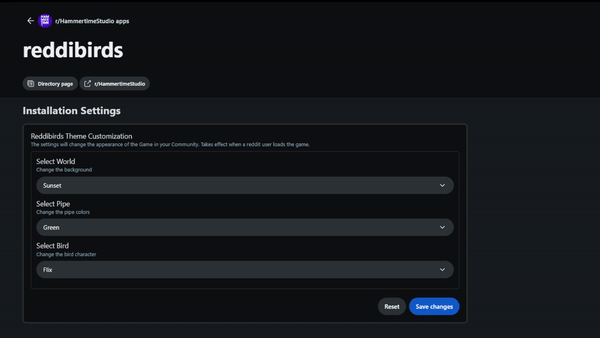 r/HammertimeStudio apps
reddibirds
Directory page
r/HammertimeStudio
Installation Settings
Reddibirds Theme Customization
The settings will change the appearance of the Game in your Community. Takes effect when a reddit user loads the game.
Select World
Change the background
Sunset
Select Pipe
Change the pipe colors
Green
Select Bird
Change the bird character
Flix
Reset
Save changes